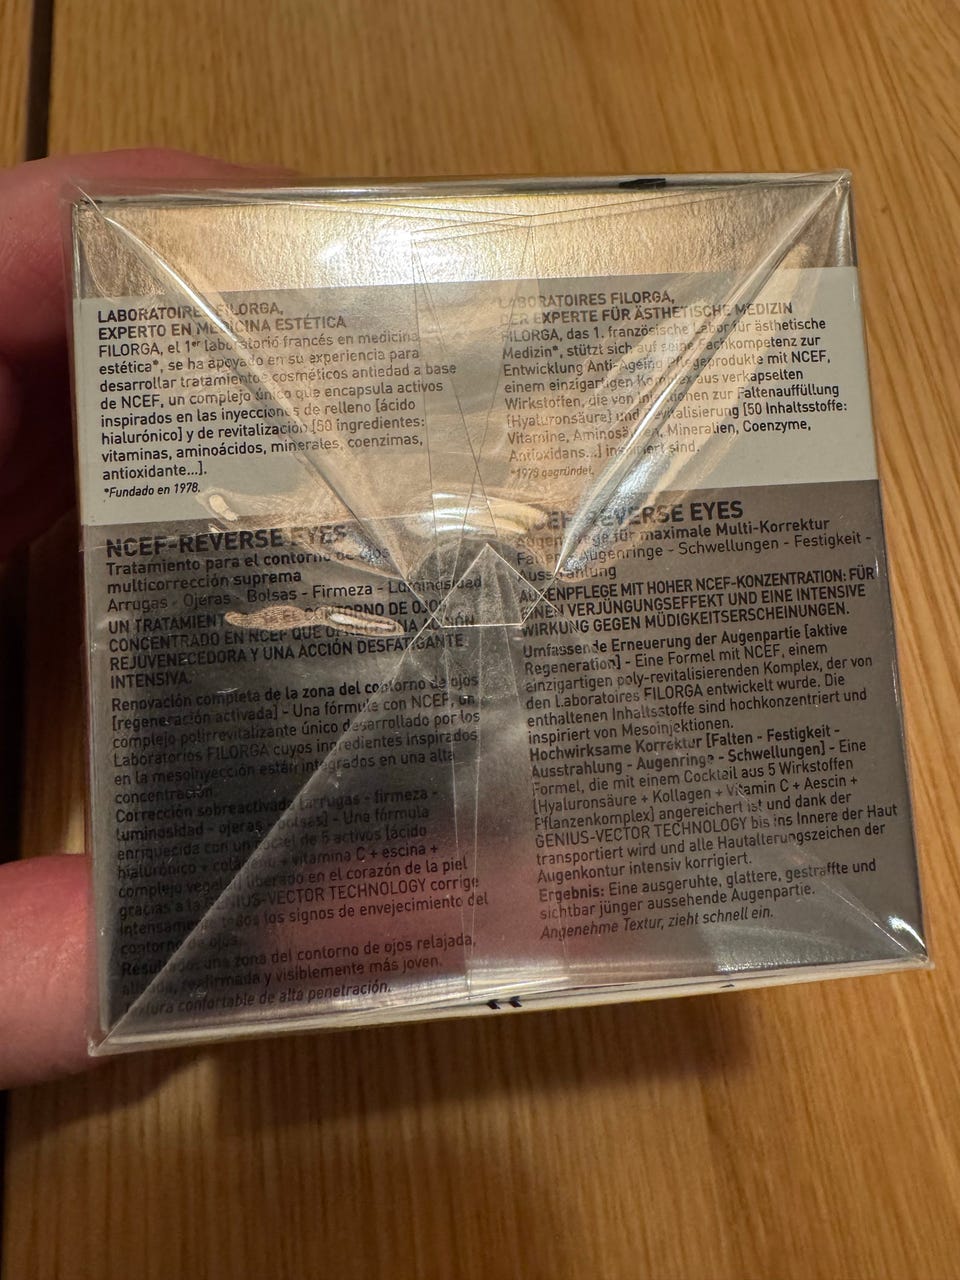 LABORATOIRES FILORGA,
EXPERTO EN MEDICINA ESTÉTICA
FILORGA, el 1er laboratorio francés en medicina
estética*, se ha apoyado en su experiencia para
desarrollar tratamientos cosméticos antiedad a base
de NCEF, un complejo único que encapsula activos
inspirados en las inyecciones de relleno [ácido
hialurónico] y de revitalización [50 ingredientes:
vitaminas, aminoácidos, minerales, coenzimas,
antioxidante...].
*Fundado en 1978.
NCEF-REVERSE EYES
Tratamiento para el contorno de ojos
multicorrección suprema
Arrugas - Ojeras - Bolsas - Firmeza - Luminosidad
UN TRATAMIENTO CONTORNO DE OJOS
CONCENTRADO EN NCEF QUE OFRECE UNA ACCIÓN
REJUVENECEDORA Y UNA ACCIÓN DESFATIGANTE
INTENSIVA.
Renovación completa de la zona del contorno de ojos
[regeneración activada] - Una fórmula con NCEF, un
complejo polirrevitalizante único desarrollado por los
Laboratorios FILORGA cuyos ingredientes inspirados
en la mesoinyección están integrados en una alta
concentración.
Corrección sobreactivada [arrugas - firmeza -
luminosidad - ojeras - bolsas] - Una fórmula
enriquecida con un cóctel de 5 activos [ácido
hialurónico + colágeno + vitamina C + escina +
complejo vegetal] liberado en el corazón de la piel
gracias a la GENIUS-VECTOR TECHNOLOGY corrige
intensamente todos los signos de envejecimiento del
contorno de ojos.
Resultado: una zona del contorno de ojos relajada,
alisada, reafirmada y visiblemente más joven.
Textura confortable de alta penetración.
LABORATOIRES FILORGA,
DER EXPERTE FÜR ÄSTHETISCHE MEDIZIN
FILORGA, das 1. französische Labor für ästhetische
Medizin*, stützt sich auf seine Fachkompetenz zur
Entwicklung Anti-Ageing Pflegeprodukte mit NCEF,
einem einzigartigen Komplex aus verkapselten
Wirkstoffen, die von Injektionen zur Faltenauffüllung
[Hyaluronsäure] und Revitalisierung [50 Inhaltsstoffe:
Vitamine, Aminosäuren, Mineralien, Coenzyme,
Antioxidans...] inspiriert sind.
*1978 gegründet.
NCEF-REVERSE EYES
Augenpflege für maximale Multi-Korrektur
Falten - Augenringe - Schwellungen - Festigkeit -
Ausstrahlung
AUGENPFLEGE MIT HOHER NCEF-KONZENTRATION: FÜR
EINEN VERJÜNGUNGSEFFEKT UND EINE INTENSIVE
WIRKUNG GEGEN MÜDIGKEITSERSCHEINUNGEN.
Umfassende Erneuerung der Augenpartie [aktive
Regeneration] - Eine Formel mit NCEF, einem
einzigartigen poly-revitalisierenden Komplex, der von
den Laboratoires FILORGA entwickelt wurde. Die
enthaltenen Inhaltsstoffe sind hochkonzentriert und
inspiriert von Mesoinjektionen.
Hochwirksame Korrektur [Falten - Festigkeit -
Ausstrahlung - Augenringe - Schwellungen] - Eine
Formel, die mit einem Cocktail aus 5 Wirkstoffen
[Hyaluronsäure + Kollagen + Vitamin C + Aescin +
Pflanzenkomplex] angereichert ist und dank der
GENIUS-VECTOR TECHNOLOGY bis ins Innere der Haut
transportiert wird und alle Hautalterungszeichen der
Augenkontur intensiv korrigiert.
Ergebnis: Eine ausgeruhte, glattere, gestraffte und
sichtbar jünger aussehende Augenpartie.
Angenehme Textur, zieht schnell ein.